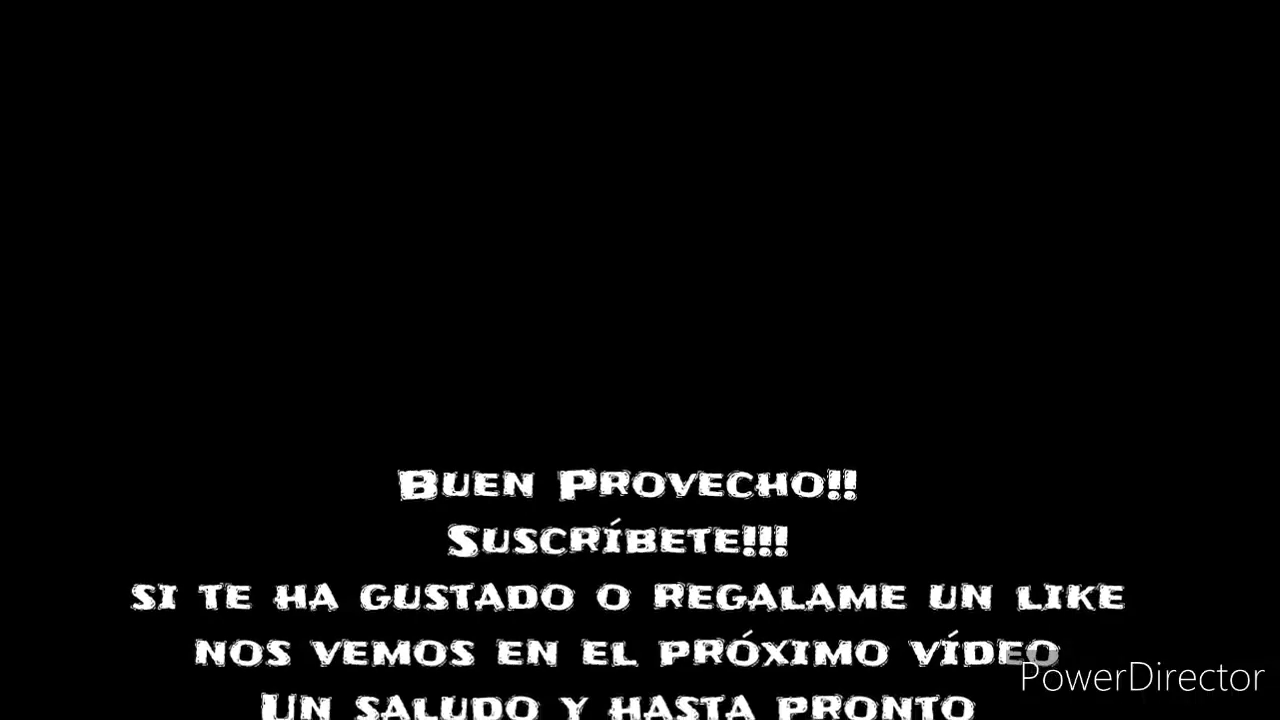 Buen Provecho!!
Suscríbete!!!
si te ha gustado o regalame un like
nos vemos en el próximo vídeo
PowerDirector
Un saludo y hasta pronto